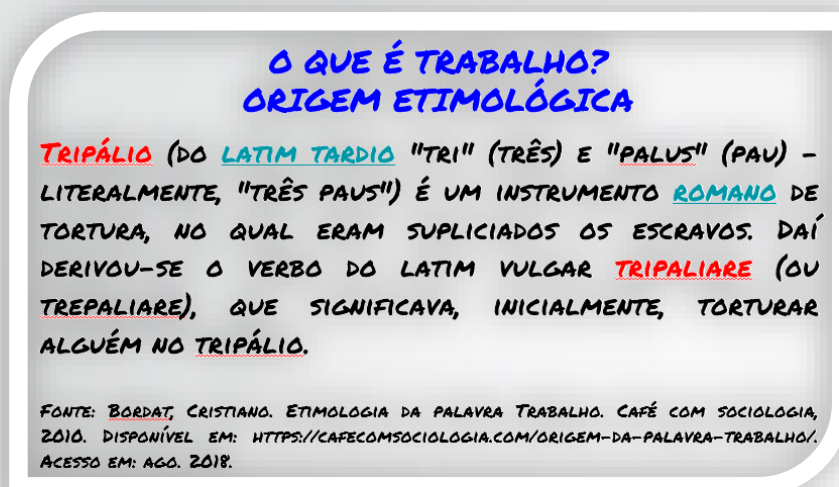 O QUE É TRABALHO?
ORIGEM ETIMOLÓGICA
TRIPÁLIO (DO LATIM TARDIO "TRI" (TRÊS) E "PALUS" (PAU) –
LITERALMENTE, "TRÊS PAUS") É UM INSTRUMENTO ROMANO DE
TORTURA, NO QUAL ERAM SUPLICIADOS OS ESCRAVOS. DAÍ
DERIVOU-SE O VERBO DO LATIM VULGAR TRIPALIARE (OU
TREPALIARE), QUE SIGNIFICAVA, INICIALMENTE, TORTURAR
ALGUÉM NO TRIPÁLIO.
FONTE: BORDAT, CRISTIANO. ETIMOLOGIA DA PALAVRA TRABALHO. CAFÉ COM SOCIOLOGIA,
2010. DISPONÍVEL EM: HTTPS://CAFECOMSOCIOLOGIA.COM/ORIGEM-DA-PALAVRA-TRABALHO/.
ACESSO EM: AGO. 2018.